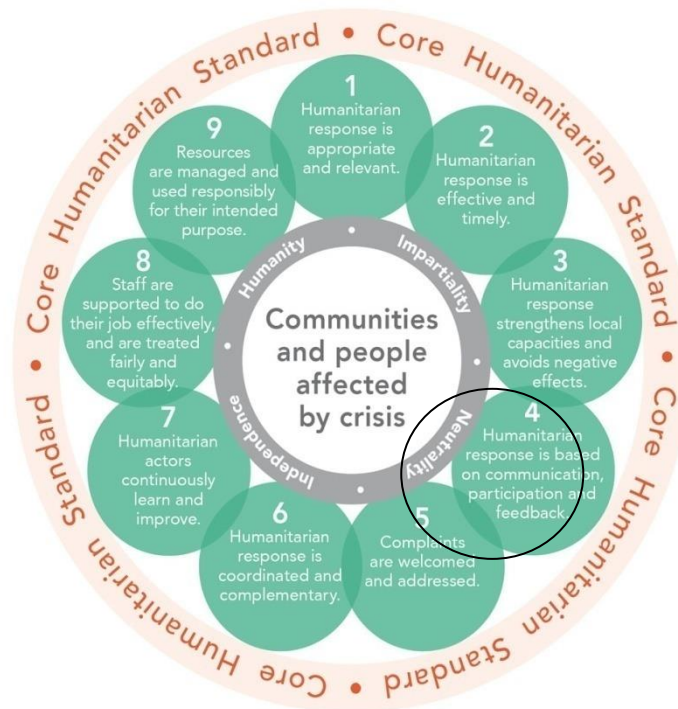 Core Humanitarian Standard • Core Humanitarian Standard • Core Humanitarian Standard • Core Humanitarian Standard • Core Humanitarian Standard •
1
Humanitarian
response is
appropriate
and relevant.
2
Humanitarian
response is
effective and
timely.
3
Humanitarian
response
strengthens local
capacities and
avoids negative
effects.
4
Humanitarian
response is based
on communication,
participation and
feedback.
5
Complaints
are welcomed
and addressed.
6
Humanitarian
response is
coordinated and
complementary.
7
Humanitarian
actors
continuously
learn and
improve.
8
Staff are
supported to do
their job effectively,
and are treated
fairly and
equitably.
9
Resources
are managed and
used responsibly
for their intended
purpose.
Humanity • Impartiality • Neutrality • Independence •
Communities
and people
affected
by crisis